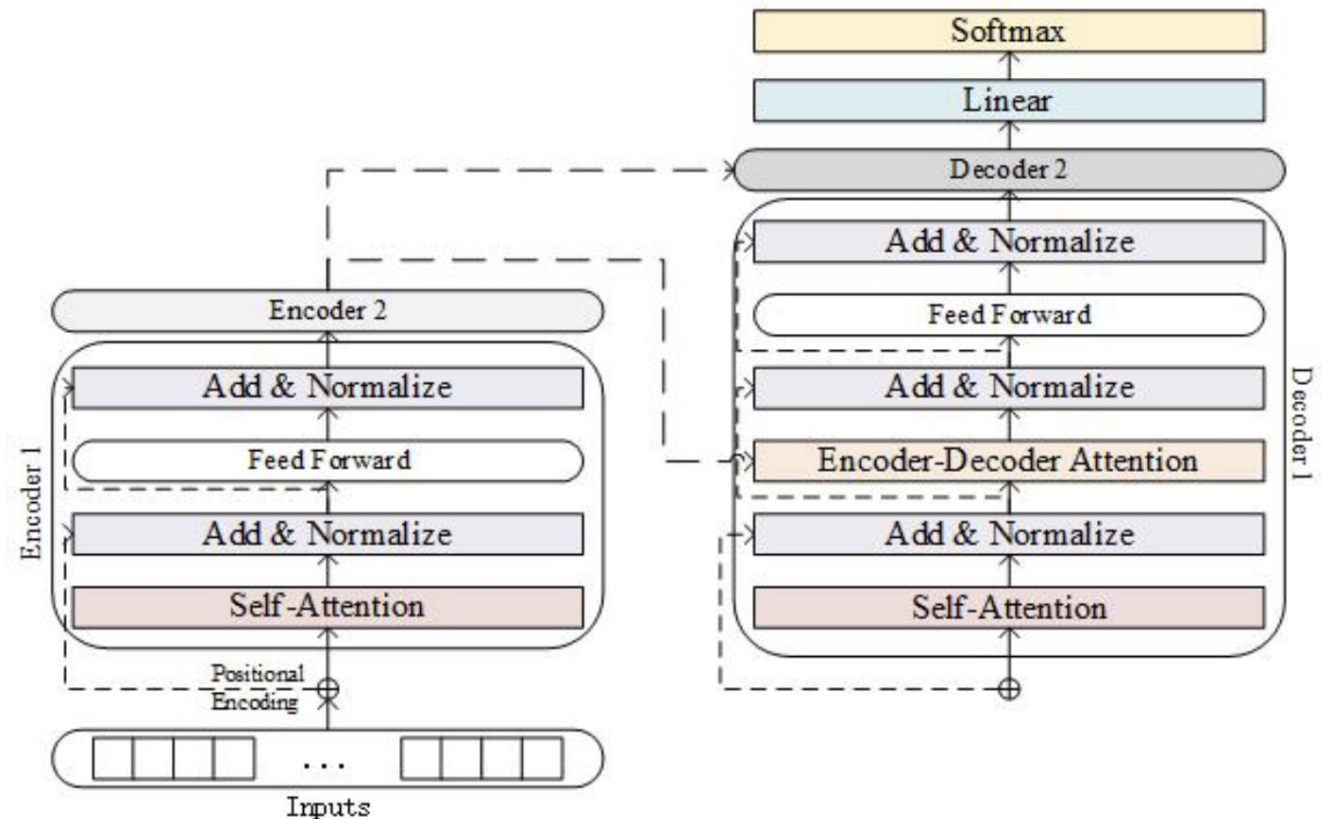 Softmax
Linear
Decoder 2
Add & Normalize
Feed Forward
Add & Normalize
Encoder-Decoder Attention
Add & Normalize
Self-Attention
Decoder 1
Encoder 2
Add & Normalize
Feed Forward
Add & Normalize
Self-Attention
Encoder 1
Positional
Encoding
...
Inputs